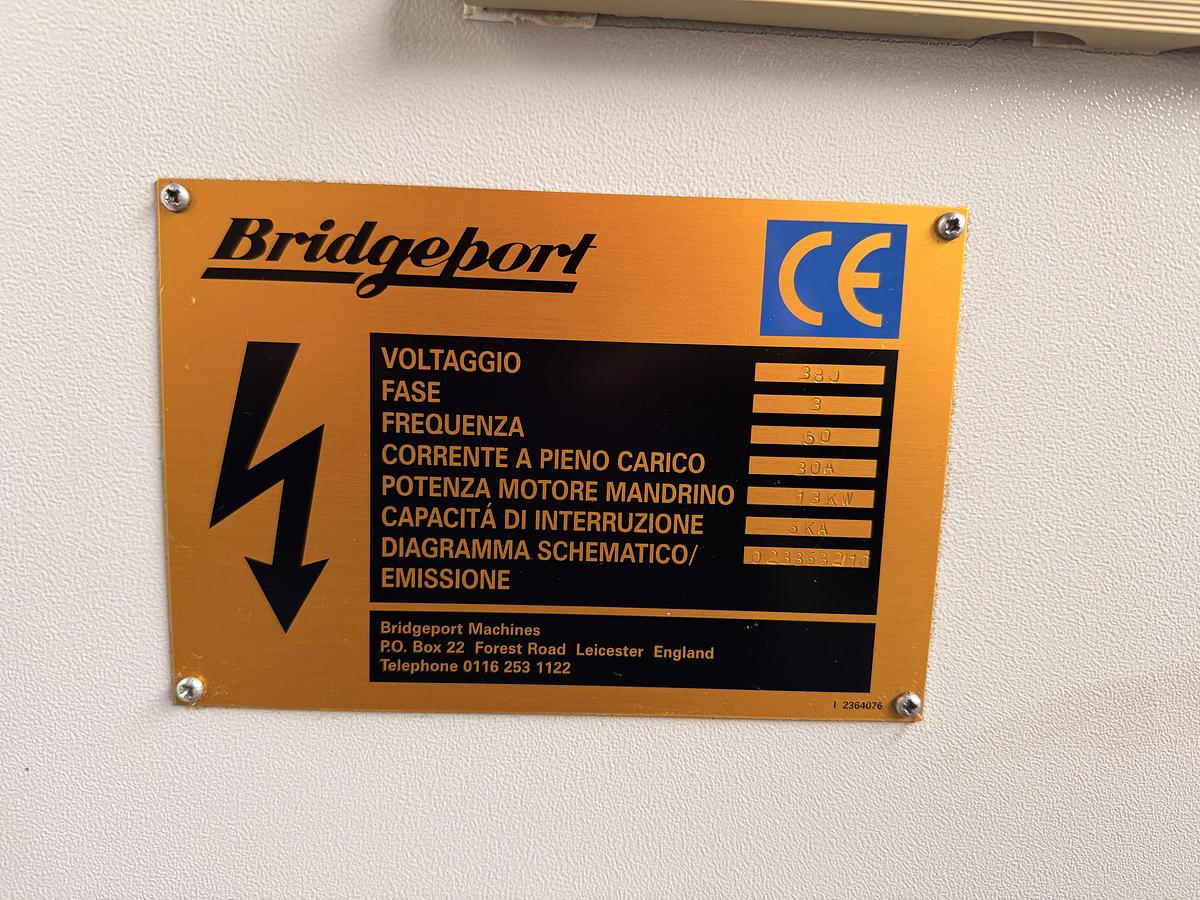 Bridgeport
CE
VOLTAGGIO 380
FASE 3
FREQUENZA 50
CORRENTE A PIENO CARICO 30A
POTENZA MOTORE MANDRINO 13KW
CAPACITÁ DI INTERRUZIONE 5KA
DIAGRAMMA SCHEMATICO/
EMISSIONE
Bridgeport Machines
P.O. Box 22 Forest Road Leicester England
Telephone 0116 253 1122
I 2364076